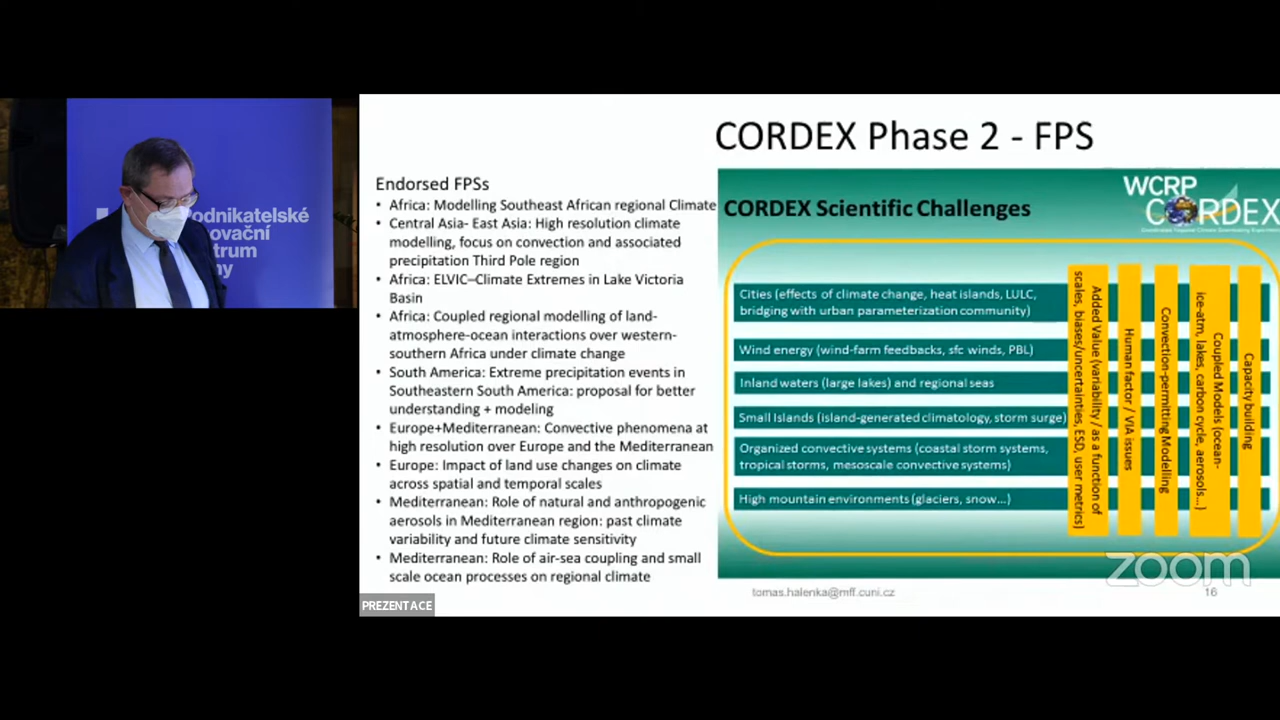 Podnikatelské
inovační
centrum
CORDEX Phase 2 - FPS
Endorsed FPSs
• Africa: Modelling Southeast African regional Climate
• Central Asia- East Asia: High resolution climate
modelling, focus on convection and associated
precipitation Third Pole region
• Africa: ELVIC–Climate Extremes in Lake Victoria
Basin
• Africa: Coupled regional modelling of land-
atmosphere-ocean interactions over western-
southern Africa under climate change
• South America: Extreme precipitation events in
Southeastern South America: proposal for better
understanding + modeling
• Europe+Mediterranean: Convective phenomena at
high resolution over Europe and the Mediterranean
• Europe: Impact of land use changes on climate
across spatial and temporal scales
• Mediterranean: Role of natural and anthropogenic
aerosols in Mediterranean region: past climate
variability and future climate sensitivity
• Mediterranean: Role of air-sea coupling and small
scale ocean processes on regional climate
CORDEX Scientific Challenges
WCRP
CORDEX
Cities (effects of climate change, heat islands, LULC,
bridging with urban parameterization community)
Wind energy (wind-farm feedbacks, sfc winds, PBL)
Inland waters (large lakes) and regional seas
Small Islands (island-generated climatology, storm surge)
Organized convective systems (coastal storm systems,
tropical storms, mesoscale convective systems)
High mountain environments (glaciers, snow...)
Added Value (variability / as a function of
scales, biases/uncertainties, ESD, user metrics)
Human factor / VIA issues
Convection-permitting Modelling
Coupled Models (ocean-
ice-atm, lakes, carbon cycle, aerosols...)
Capacity building
zoom
tomas.halenka@mff.cuni.cz
16
PREZENTACE